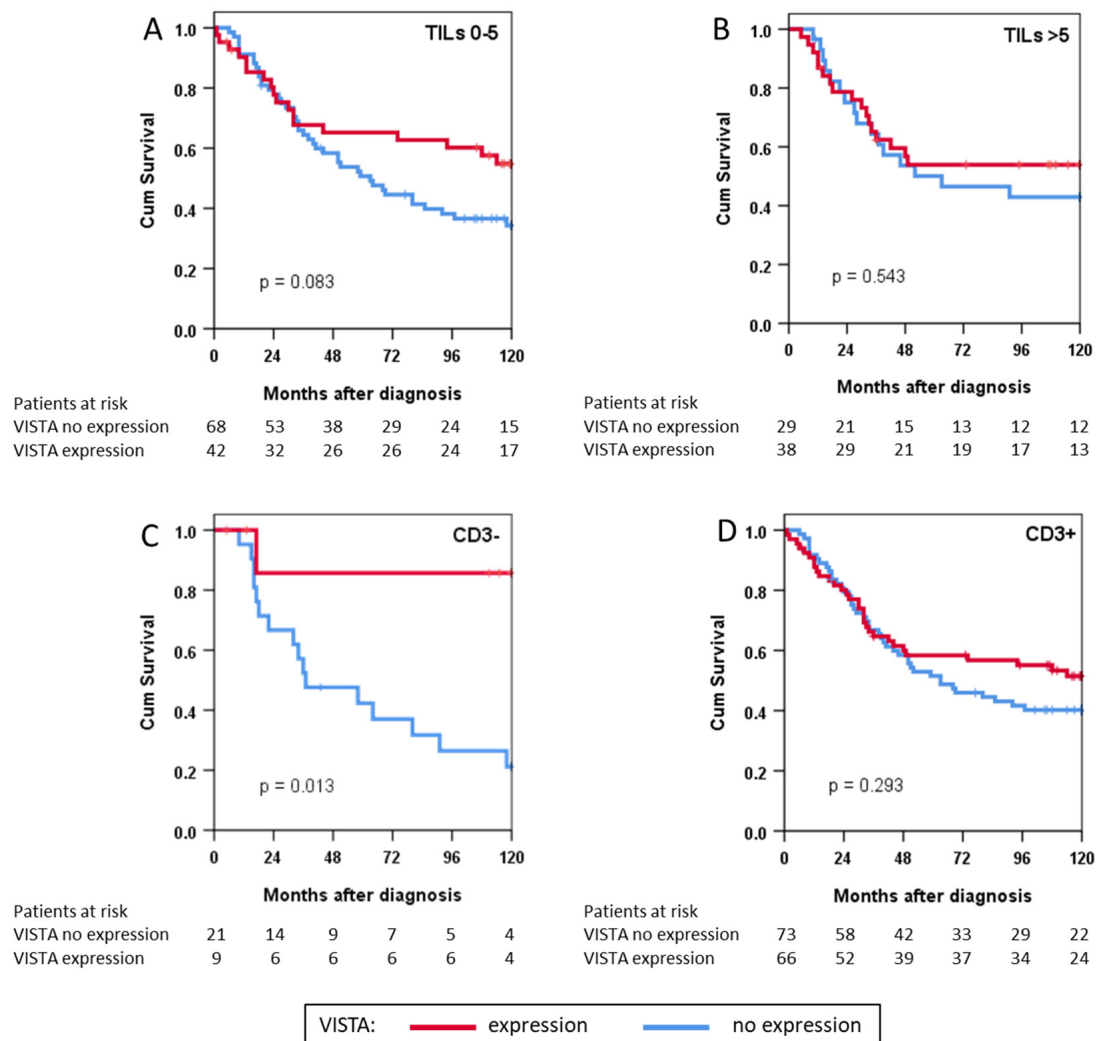 A TILs 0-5
1.0
0.8
0.6
0.4
0.2
0.0
Cum Survival
p = 0.083
0 24 48 72 96 120
Months after diagnosis
Patients at risk
VISTA no expression 68 53 38 29 24 15
VISTA expression 42 32 26 26 24 17
B TILs >5
1.0
0.8
0.6
0.4
0.2
0.0
Cum Survival
p = 0.543
0 24 48 72 96 120
Months after diagnosis
Patients at risk
VISTA no expression 29 21 15 13 12 12
VISTA expression 38 29 21 19 17 13
C CD3-
1.0
0.8
0.6
0.4
0.2
0.0
Cum Survival
p = 0.013
0 24 48 72 96 120
Months after diagnosis
Patients at risk
VISTA no expression 21 14 9 7 5 4
VISTA expression 9 6 6 6 6 4
D CD3+
1.0
0.8
0.6
0.4
0.2
0.0
Cum Survival
p = 0.293
0 24 48 72 96 120
Months after diagnosis
Patients at risk
VISTA no expression 73 58 42 33 29 22
VISTA expression 66 52 39 37 34 24
VISTA: expression no expression